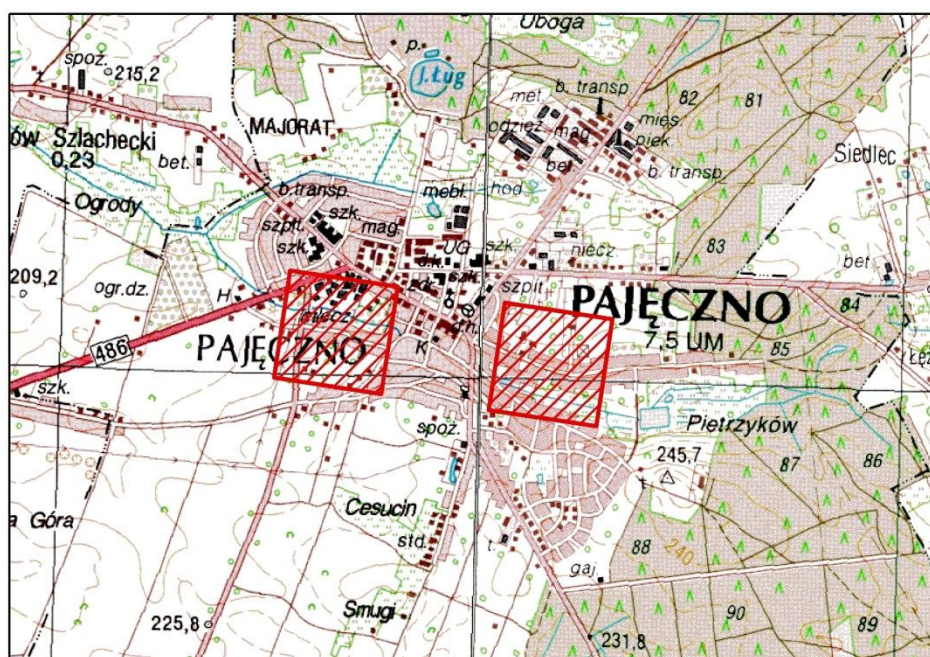 Uboga
p.
j. Ług
spoż.
215,2
b. transp.
met.
82
81
mięs.
odzież.
mag.
piek.
MAJORAT
ów Szlachecki
0,23
bet.
bet.
Siedlec
b. transp.
b.transp.
mebl.
hod.
Ogrody
szk.
szpit.
mag.
szk.
UG
szk.
niecz.
83
bet.
209,2
ogr.dz.
H
szk.
szpit.
PAJĘCZNO
7,5 UM
84
486
PAJĘCZNO
K
85
szk.
spoż.
Pietrzyków
245,7
87
86
Cesucin
std.
a Góra
t.
88
240
gaj.
Smugi
225,8
231,8
90
89